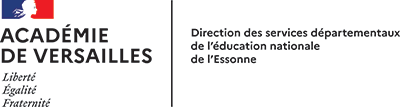 ACADÉMIE
DE VERSAILLES
Liberté
Égalité
Fraternité
Direction des services départementaux
de l'éducation nationale
de l'Essonne